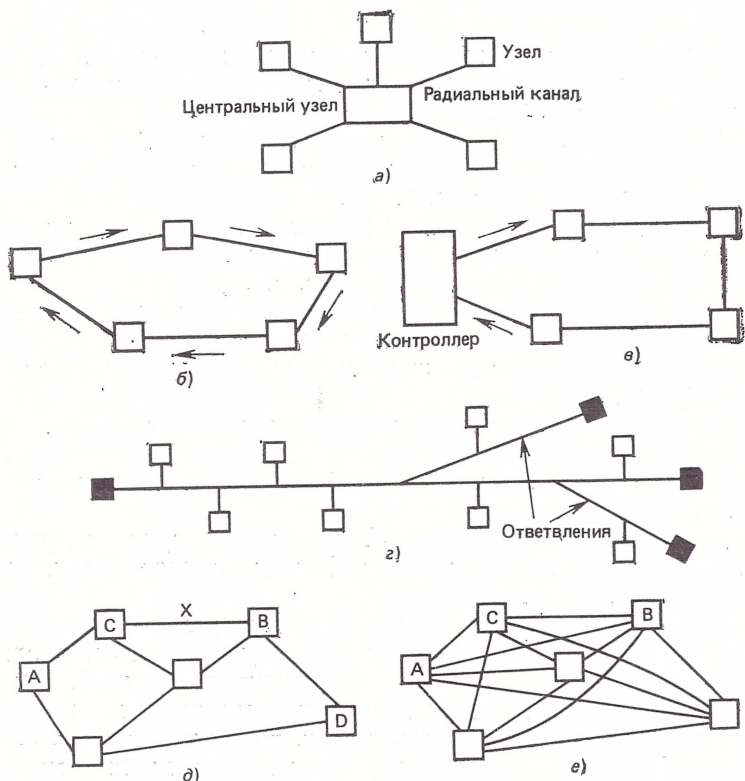 Узел
Центральный узел
Радиальный канал
а)
б)
Контроллер
в)
Ответвления
г)
C
X
B
A
D
д)
C
B
A
е)